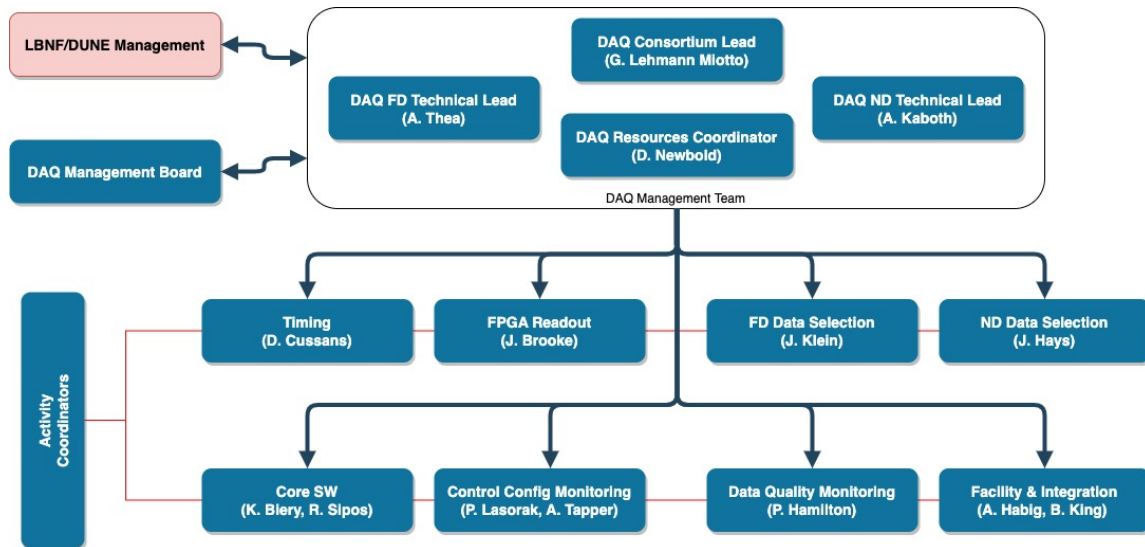 LBNF/DUNE Management
DAQ Consortium Lead
(G. Lehmann Miotto)
DAQ FD Technical Lead
(A. Thea)
DAQ ND Technical Lead
(A. Kaboth)
DAQ Resources Coordinator
(D. Newbold)
DAQ Management Board
DAQ Management Team
Timing
(D. Cussans)
FPGA Readout
(J. Brooke)
FD Data Selection
(J. Klein)
ND Data Selection
(J. Hays)
Activity
Coordinators
Core SW
(K. Biery, R. Sipos)
Control Config Monitoring
(P. Lasorak, A. Tapper)
Data Quality Monitoring
(P. Hamilton)
Facility & Integration
(A. Habig, B. King)